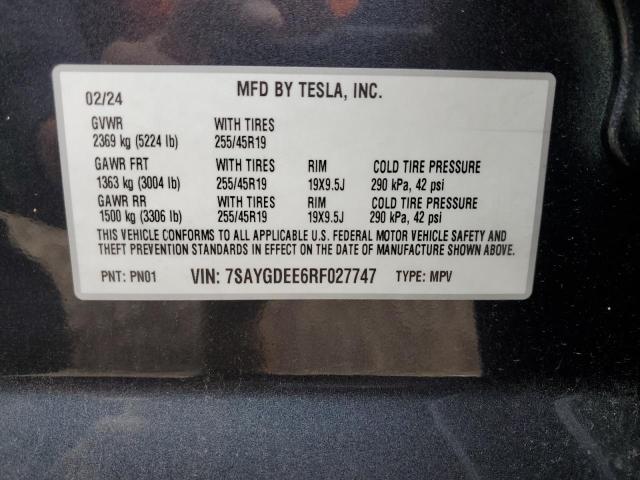 02/24 MFD BY TESLA, INC.
GVWR WITH TIRES
2369 kg (5224 lb) 255/45R19
GAWR FRT WITH TIRES RIM COLD TIRE PRESSURE
1363 kg (3004 lb) 255/45R19 19X9.5J 290 kPa, 42 psi
GAWR RR WITH TIRES RIM COLD TIRE PRESSURE
1500 kg (3306 lb) 255/45R19 19X9.5J 290 kPa, 42 psi
THIS VEHICLE CONFORMS TO ALL APPLICABLE U.S. FEDERAL MOTOR VEHICLE SAFETY AND
THEFT PREVENTION STANDARDS IN EFFECT ON THE DATE OF MANUFACTURE SHOWN ABOVE.
PNT: PN01 VIN: 7SAYGDEE6RF027747 TYPE: MPV